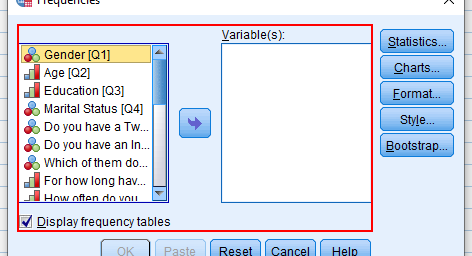 Frequencies
Variable(s):
Gender [Q1]
Age [Q2]
Education [Q3]
Marital Status [Q4]
Do you have a Tw...
Do you have an In...
Which of them do...
For how long hav...
How often do you
Display frequency tables
Statistics...
Charts...
Format...
Style...
Bootstrap...
OK Paste Reset Cancel Help